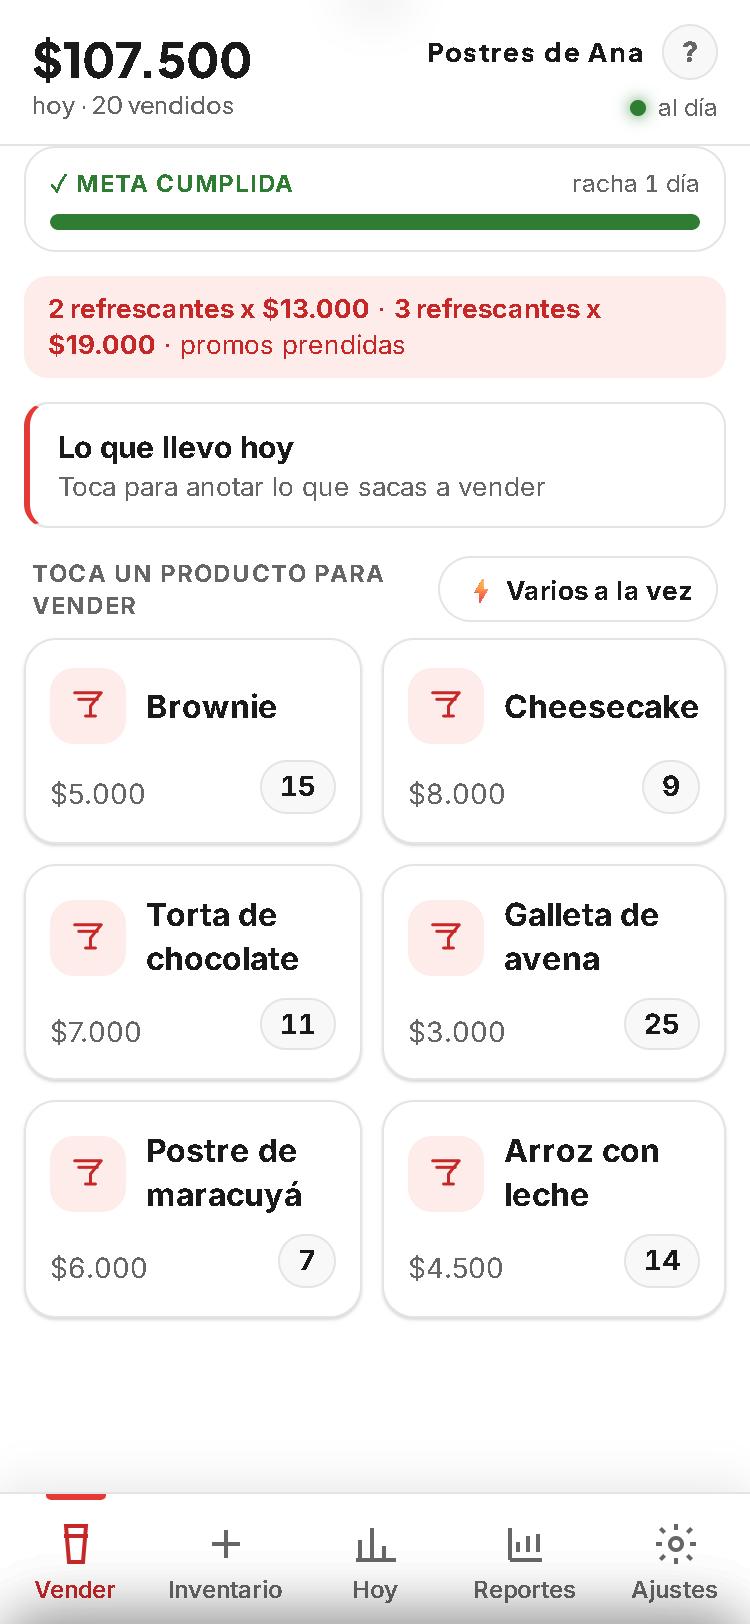 $107.500
Postres de Ana
?
hoy · 20 vendidos
al día
✓ META CUMPLIDA
racha 1 día
2 refrescantes x $13.000 · 3 refrescantes x
$19.000 · promos prendidas
Lo que llevo hoy
Toca para anotar lo que sacas a vender
TOCA UN PRODUCTO PARA
VENDER
Varios a la vez
Brownie
$5.000
15
Cheesecake
$8.000
9
Torta de
chocolate
$7.000
11
Galleta de
avena
$3.000
25
Postre de
maracuyá
$6.000
7
Arroz con
leche
$4.500
14
Vender
Inventario
Hoy
Reportes
Ajustes